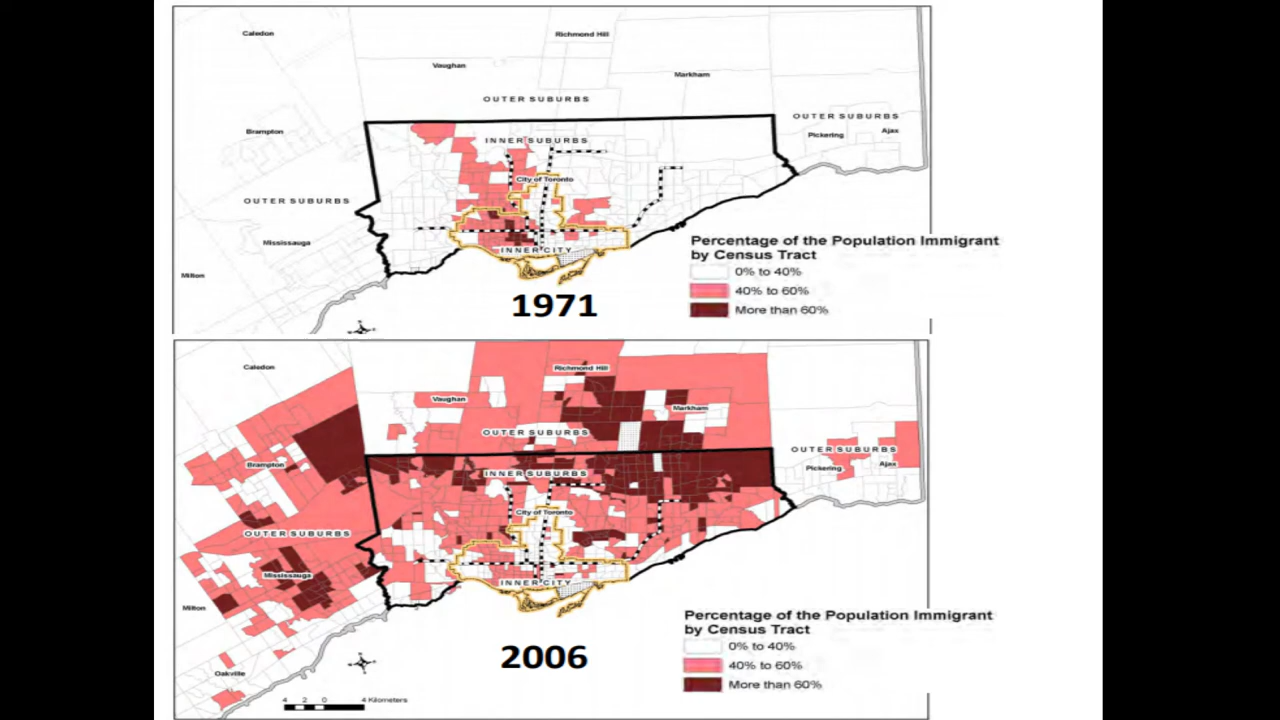 Caledon
Richmond Hill
Vaughan
Markham
OUTER SUBURBS
OUTER SUBURBS
Pickering
Ajax
Brampton
INNER SUBURBS
City of Toronto
OUTER SUBURBS
Mississauga
INNER CITY
Milton
Percentage of the Population Immigrant
by Census Tract
0% to 40%
40% to 60%
More than 60%
1971
Caledon
Richmond Hill
Vaughan
Markham
OUTER SUBURBS
OUTER SUBURBS
Pickering
Ajax
Brampton
INNER SUBURBS
City of Toronto
OUTER SUBURBS
Mississauga
INNER CITY
Milton
Percentage of the Population Immigrant
by Census Tract
0% to 40%
40% to 60%
More than 60%
2006
Oakville
4 2 0 4 Kilometers